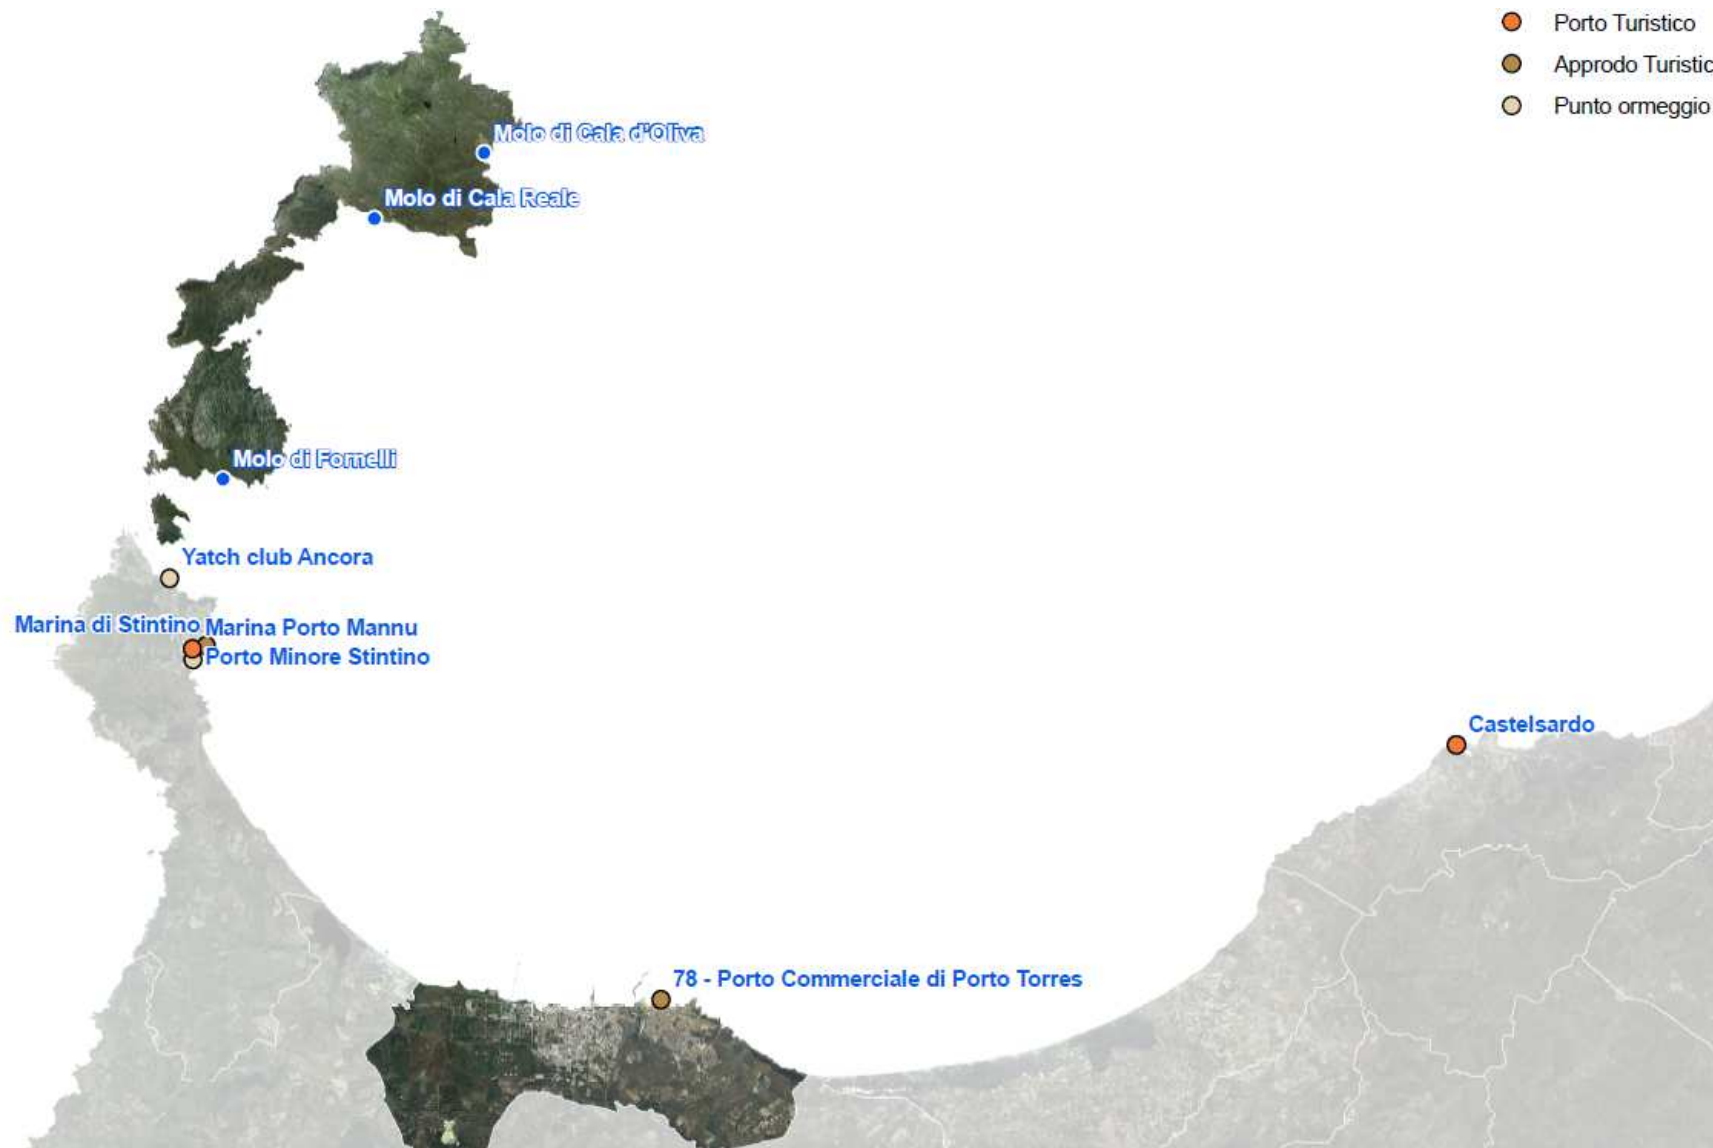 Porto Turistico
Approdo Turistic
Punto ormeggio
Molo di Cala d'Oliva
Molo di Cala Reale
Molo di Fornelli
Yatch club Ancora
Marina di Stintino
Marina Porto Mannu
Porto Minore Stintino
Castelsardo
78 - Porto Commerciale di Porto Torres